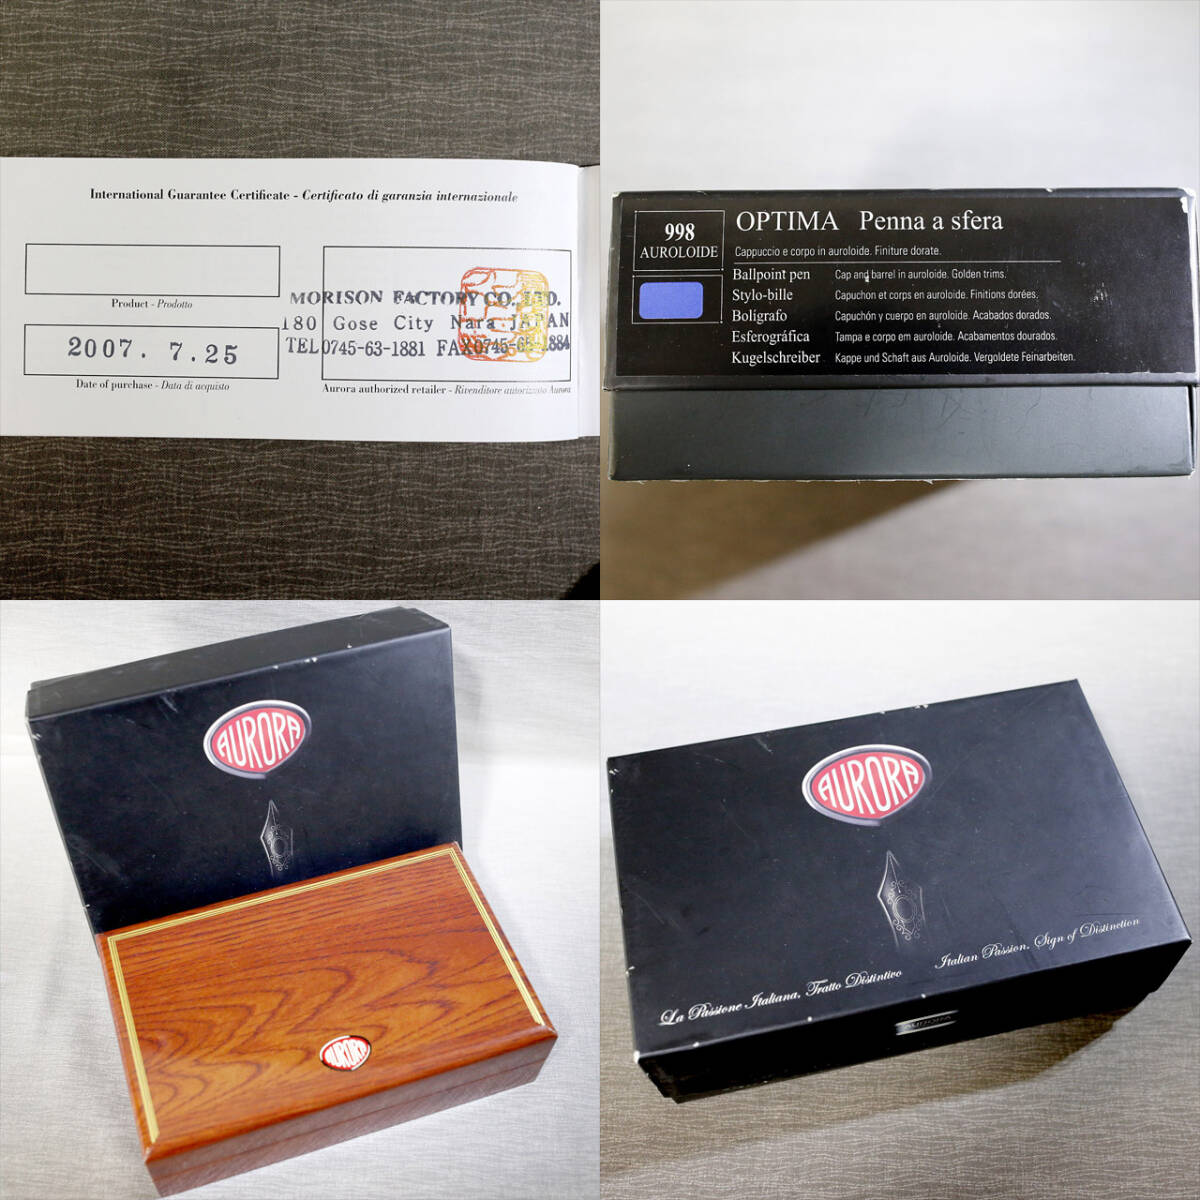 International Guarantee Certificate - Certificato di garanzia internazionale
Product - Prodotto
2007. 7.25
Date of purchase - Data di acquisto
MORISON FACTORY CO., LTD.
180 Gose City Nara JAPAN
TEL0745-63-1881 FAX0745-65-1884
Aurora authorized retailer - Rivenditore autorizzato Aurora
998
AUROLOIDE
OPTIMA Penna a sfera
Cappuccio e corpo in auroloide. Finiture dorate.
Ballpoint pen Cap and barrel in auroloide. Golden trims.
Stylo-bille Capuchon et corps en auroloide. Finitions dorées.
Bolígrafo Capuchón y cuerpo en auroloide. Acabados dorados.
Esferográfica Tampa e corpo em auroloide. Acabamentos dourados.
Kugelschreiber Kappe und Schaft aus Auroloide. Vergoldete Feinarbeiten.
AURORA
AURORA
AURORA
La Passione Italiana, Tratto Distintivo
Italian Passion, Sign of Distinction
AURORA